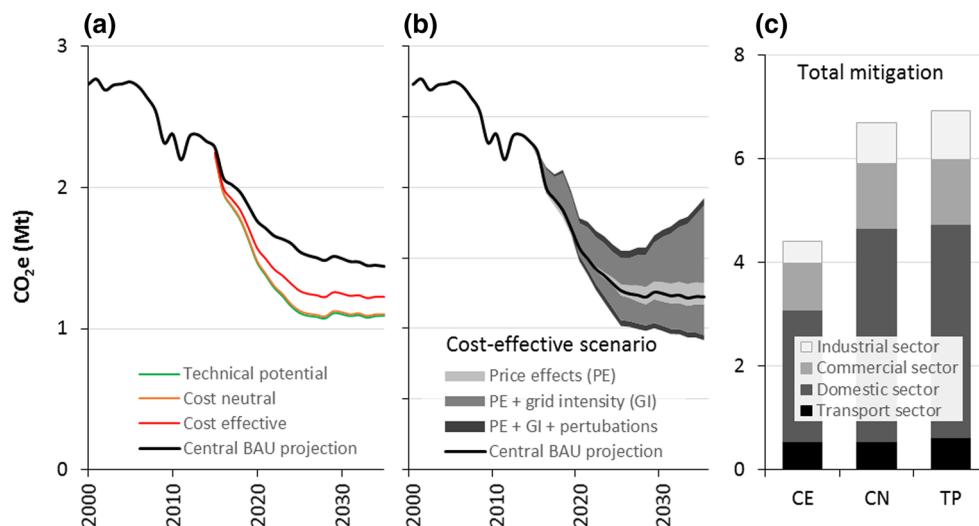 (a)
(b)
(c)
CO2e (Mt)
3
2
1
0
2000
2010
2020
2030
Technical potential
Cost neutral
Cost effective
Central BAU projection
2000
2010
2020
2030
Cost-effective scenario
Price effects (PE)
PE + grid intensity (GI)
PE + GI + pertubations
Central BAU projection
8
6
4
2
0
Total mitigation
Industrial sector
Commercial sector
Domestic sector
Transport sector
CE
CN
TP